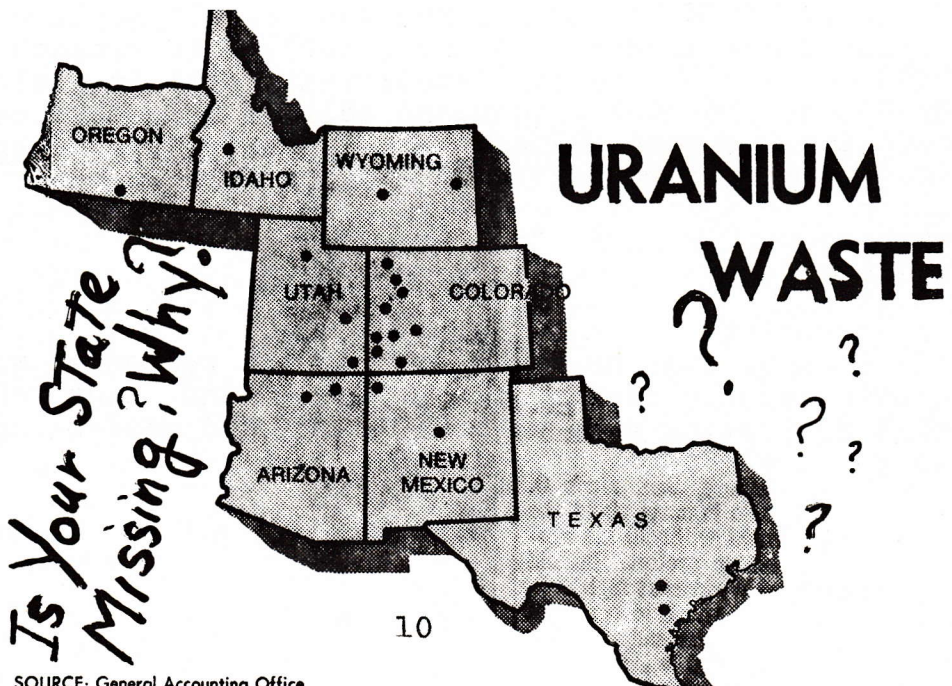 URANIUM
WASTE
? ? ? ? ? ?
OREGON
IDAHO
WYOMING
UTAH
COLORADO
ARIZONA
NEW
MEXICO
TEXAS
Is Your STate
Missing? Why?
?
10
SOURCE: General Accounting Office